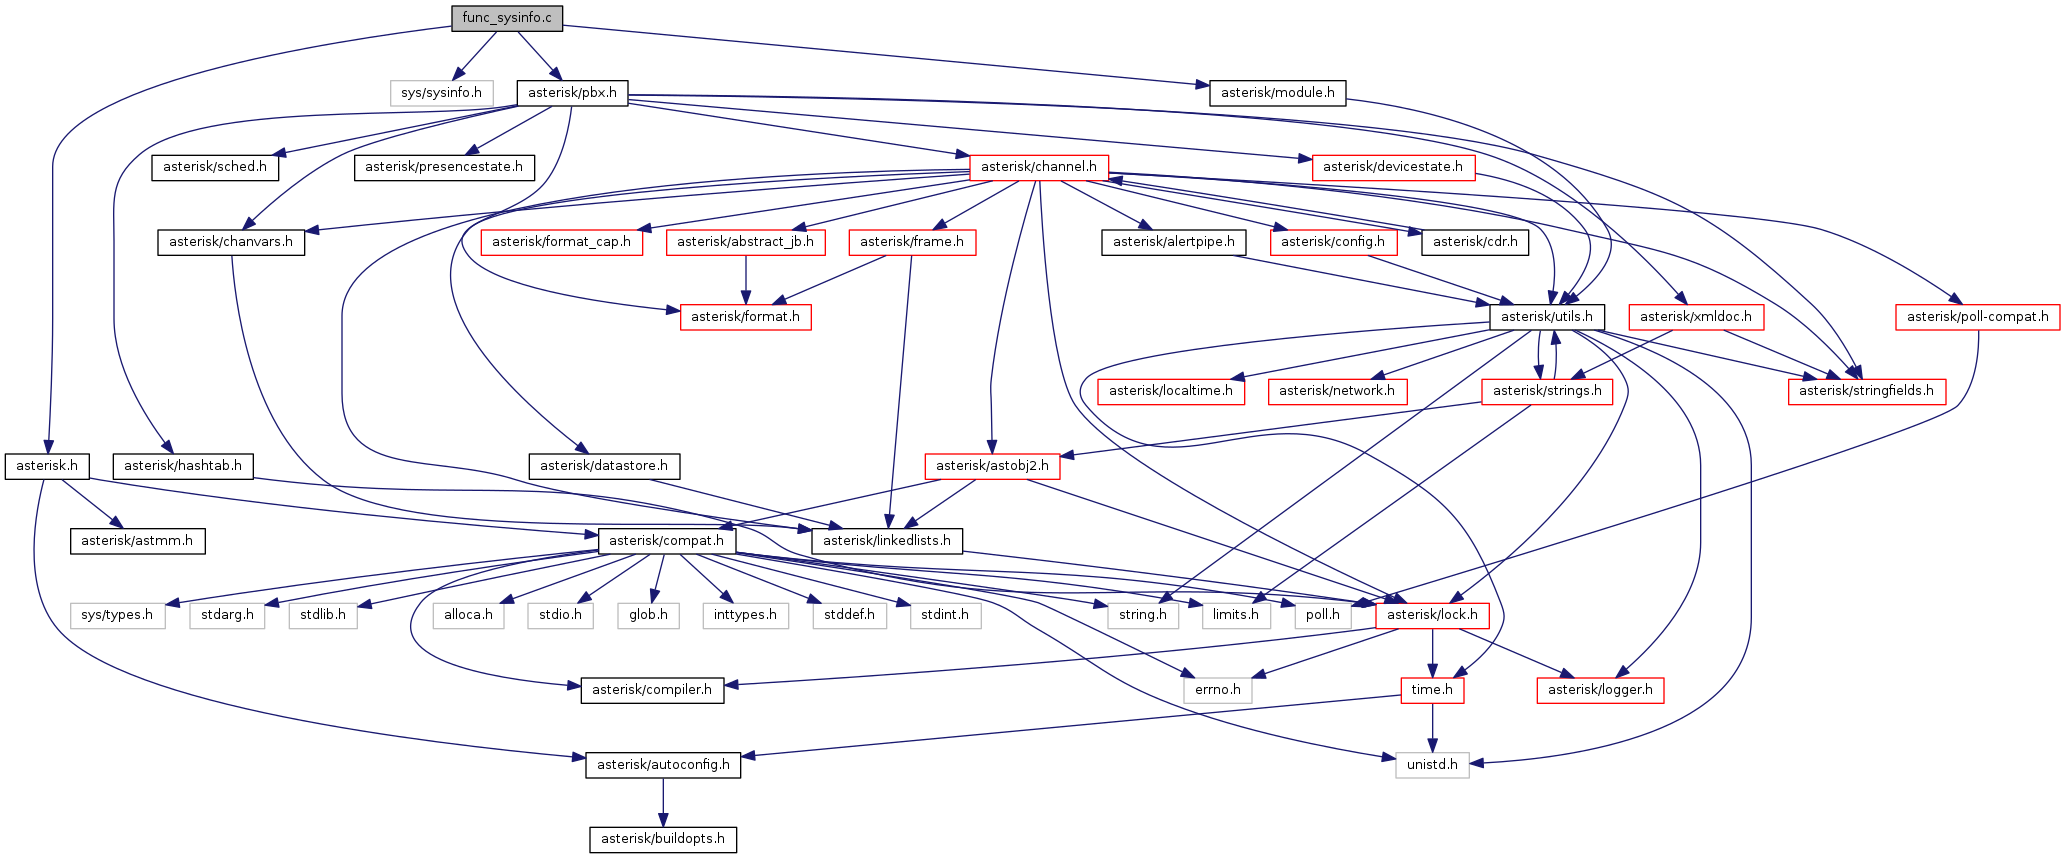 func_sysinfo.c
sys/sysinfo.h
asterisk/pbx.h
asterisk/module.h
asterisk/sched.h
asterisk/presencestate.h
asterisk/channel.h
asterisk/devicestate.h
asterisk/chanvars.h
asterisk/format_cap.h
asterisk/abstract_jb.h
asterisk/frame.h
asterisk/alertpipe.h
asterisk/config.h
asterisk/cdr.h
asterisk/format.h
asterisk/utils.h
asterisk/xmldoc.h
asterisk/poll-compat.h
asterisk/localtime.h
asterisk/network.h
asterisk/strings.h
asterisk/stringfields.h
asterisk.h
asterisk/hashtab.h
asterisk/datastore.h
asterisk/astobj2.h
asterisk/astmm.h
asterisk/compat.h
asterisk/linkedlists.h
sys/types.h
stdarg.h
stdlib.h
alloca.h
stdio.h
glob.h
inttypes.h
stddef.h
stdint.h
string.h
limits.h
poll.h
asterisk/lock.h
asterisk/compiler.h
errno.h
time.h
asterisk/logger.h
asterisk/autoconfig.h
unistd.h
asterisk/buildopts.h